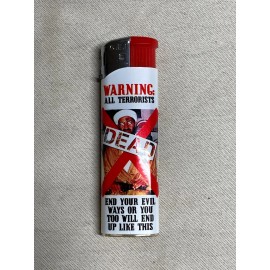 WARNING:
ALL TERRORISTS
DEAD
END YOUR EVIL
WAYS OR YOU
TOO WILL END
UP LIKE THIS